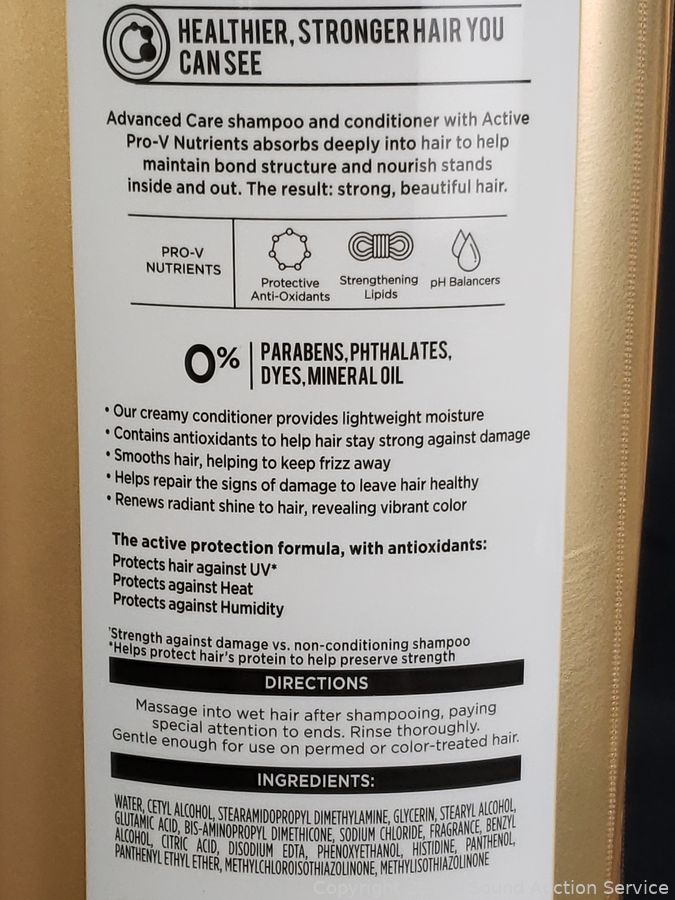 HEALTHIER, STRONGER HAIR YOU
CAN SEE
Advanced Care shampoo and conditioner with Active
Pro-V Nutrients absorbs deeply into hair to help
maintain bond structure and nourish stands
inside and out. The result: strong, beautiful hair.
PRO-V
NUTRIENTS
Protective
Anti-Oxidants
Strengthening
Lipids
pH Balancers
0% PARABENS, PHTHALATES,
DYES, MINERAL OIL
• Our creamy conditioner provides lightweight moisture
• Contains antioxidants to help hair stay strong against damage
• Smooths hair, helping to keep frizz away
• Helps repair the signs of damage to leave hair healthy
• Renews radiant shine to hair, revealing vibrant color
The active protection formula, with antioxidants:
Protects hair against UV*
Protects against Heat
Protects against Humidity
†Strength against damage vs. non-conditioning shampoo
*Helps protect hair's protein to help preserve strength
DIRECTIONS
Massage into wet hair after shampooing, paying
special attention to ends. Rinse thoroughly.
Gentle enough for use on permed or color-treated hair.
INGREDIENTS:
WATER, CETYL ALCOHOL, STEARAMIDOPROPYL DIMETHYLAMINE, GLYCERIN, STEARYL ALCOHOL,
GLUTAMIC ACID, BIS-AMINOPROPYL DIMETHICONE, SODIUM CHLORIDE, FRAGRANCE, BENZYL
ALCOHOL, CITRIC ACID, DISODIUM EDTA, PHENOXYETHANOL, HISTIDINE, PANTHENOL,
PANTHENYL ETHYL ETHER, METHYLCHLOROISOTHIAZOLINONE, METHYLISOTHIAZOLINONE
Copyright Sound Auction Service